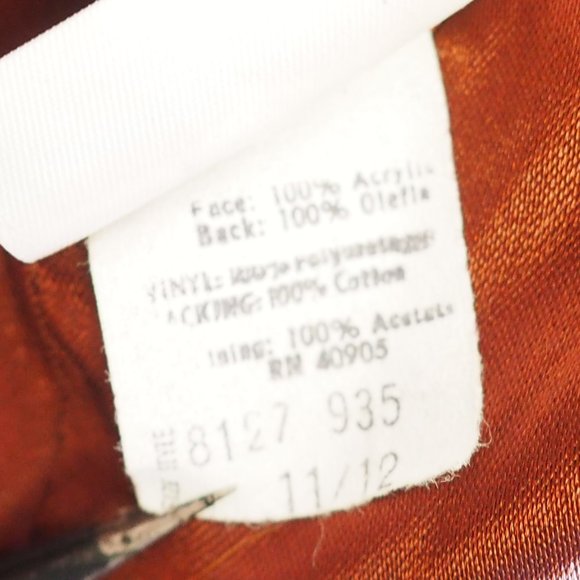 Face: 100% Acrylic
Back: 100% Olefin
VINYL: 100% Polyurethane
BACKING: 100% Cotton
Lining: 100% Acetate
RN 40905
STYLE 8127 935
11/12